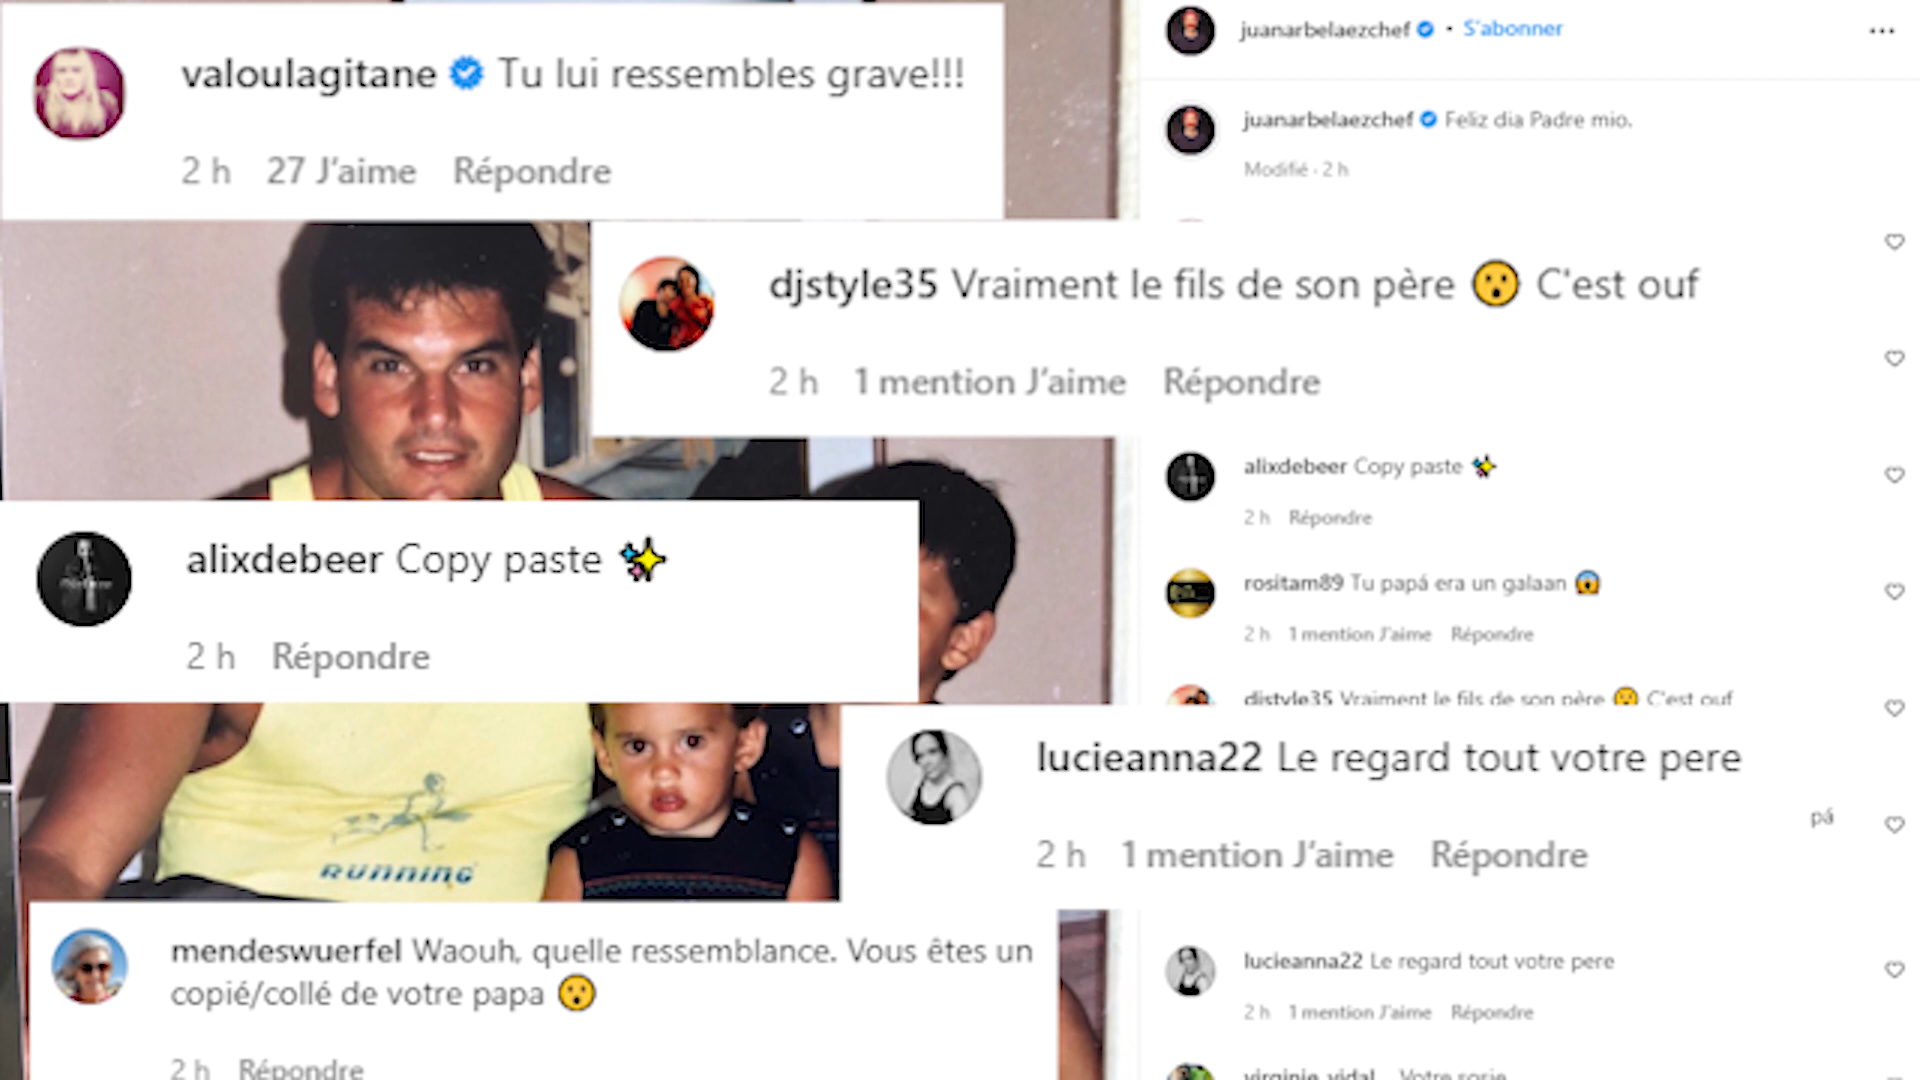 valoulagitane Tu lui ressembles grave!!!
2 h 27 J'aime Répondre
juanarbelaezchef • S'abonner
juanarbelaezchef Feliz dia Padre mio.
Modifié · 2 h
djstyle35 Vraiment le fils de son père 😮 C'est ouf
2 h 1 mention J'aime Répondre
alixdebeer Copy paste ✨
2 h Répondre
alixdebeer Copy paste ✨
2 h Répondre
rositam89 Tu papá era un galaan 😱
2 h 1 mention J'aime Répondre
djstyle35 Vraiment le fils de son père 😮 C'est ouf
lucieanna22 Le regard tout votre pere
2 h 1 mention J'aime Répondre
pá
RUNNING
mendeswuerfel Waouh, quelle ressemblance. Vous êtes un
copié/collé de votre papa 😮
2 h Répondre
lucieanna22 Le regard tout votre pere
2 h 1 mention J'aime Répondre
virginie_vidal_ Votre